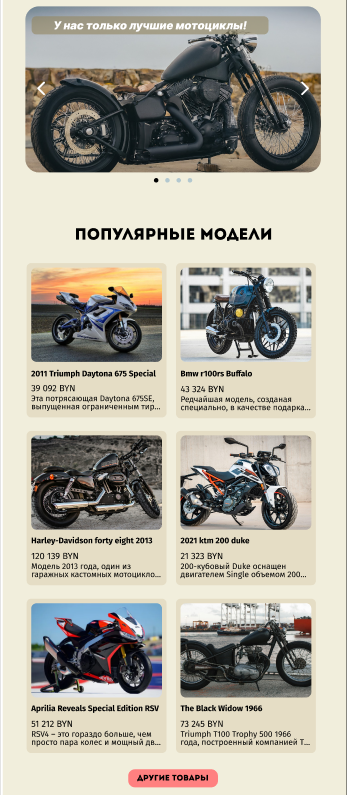 У нас только лучшие мотоциклы!
ПОПУЛЯРНЫЕ МОДЕЛИ
2011 Triumph Daytona 675 Special
39 092 BYN
Эта потрясающая Daytona 675SE,
выпущенная ограниченным тир...
Bmw r100rs Buffalo
43 324 BYN
Редчайшая модель, созданая
специально, в качестве подарка...
Harley-Davidson forty eight 2013
120 139 BYN
Модель 2013 года, один из
гаражных кастомных мотоцикло...
2021 ktm 200 duke
21 323 BYN
200-кубовый Duke оснащен
двигателем Single объемом 200...
Aprilia Reveals Special Edition RSV
51 212 BYN
RSV4 – это гораздо больше, чем
просто пара колес и мощный дв...
The Black Widow 1966
73 245 BYN
Triumph T100 Trophy 500 1966
года, построенный компанией T...
ДРУГИЕ ТОВАРЫ